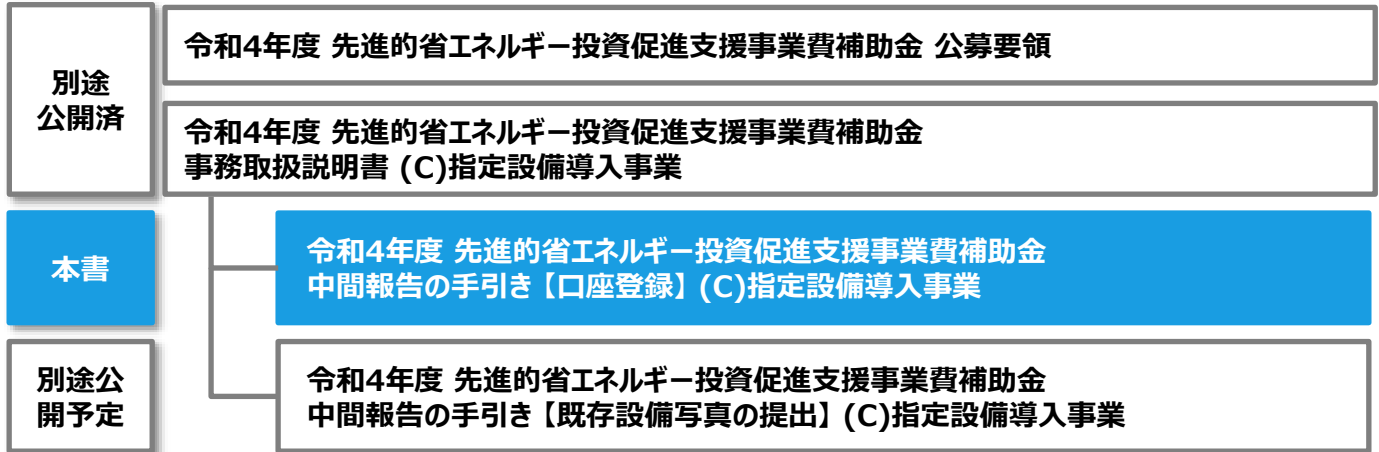 別途
公開済
令和4年度 先進的省エネルギー投資促進支援事業費補助金 公募要領
令和4年度 先進的省エネルギー投資促進支援事業費補助金
事務取扱説明書 (C)指定設備導入事業
本書
令和4年度 先進的省エネルギー投資促進支援事業費補助金
中間報告の手引き【口座登録】(C)指定設備導入事業
別途公
開予定
令和4年度 先進的省エネルギー投資促進支援事業費補助金
中間報告の手引き【既存設備写真の提出】(C)指定設備導入事業